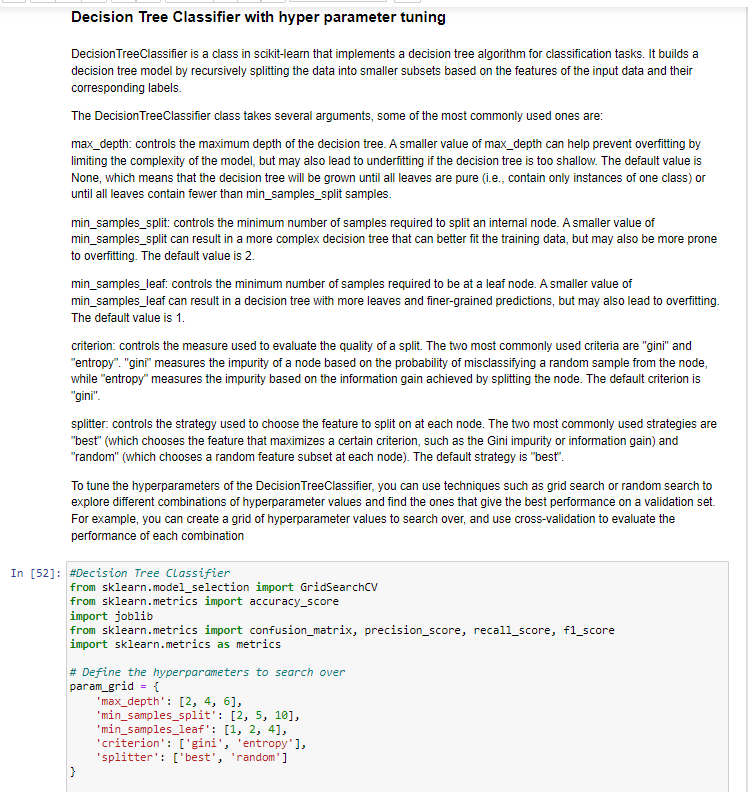 Decision Tree Classifier with hyper parameter tuning
DecisionTreeClassifier is a class in scikit-learn that implements a decision tree algorithm for classification tasks. It builds a
decision tree model by recursively splitting the data into smaller subsets based on the features of the input data and their
corresponding labels.
The DecisionTreeClassifier class takes several arguments, some of the most commonly used ones are:
max_depth: controls the maximum depth of the decision tree. A smaller value of max_depth can help prevent overfitting by
limiting the complexity of the model, but may also lead to underfitting if the decision tree is too shallow. The default value is
None, which means that the decision tree will be grown until all leaves are pure (i.e., contain only instances of one class) or
until all leaves contain fewer than min_samples_split samples.
min_samples_split: controls the minimum number of samples required to split an internal node. A smaller value of
min_samples_split can result in a more complex decision tree that can better fit the training data, but may also be more prone
to overfitting. The default value is 2.
min_samples_leaf: controls the minimum number of samples required to be at a leaf node. A smaller value of
min_samples_leaf can result in a decision tree with more leaves and finer-grained predictions, but may also lead to overfitting.
The default value is 1.
criterion: controls the measure used to evaluate the quality of a split. The two most commonly used criteria are "gini" and
"entropy". "gini" measures the impurity of a node based on the probability of misclassifying a random sample from the node,
while "entropy" measures the impurity based on the information gain achieved by splitting the node. The default criterion is
"gini".
splitter: controls the strategy used to choose the feature to split on at each node. The two most commonly used strategies are
"best" (which chooses the feature that maximizes a certain criterion, such as the Gini impurity or information gain) and
"random" (which chooses a random feature subset at each node). The default strategy is "best".
To tune the hyperparameters of the DecisionTreeClassifier, you can use techniques such as grid search or random search to
explore different combinations of hyperparameter values and find the ones that give the best performance on a validation set.
For example, you can create a grid of hyperparameter values to search over, and use cross-validation to evaluate the
performance of each combination
In [52]: #Decision Tree Classifier
from sklearn.model_selection import GridSearchCV
from sklearn.metrics import accuracy_score
import joblib
from sklearn.metrics import confusion_matrix, precision_score, recall_score, f1_score
import sklearn.metrics as metrics
# Define the hyperparameters to search over
param_grid = {
'max_depth': [2, 4, 6],
'min_samples_split': [2, 5, 10],
'min_samples_leaf': [1, 2, 4],
'criterion': ['gini', 'entropy'],
'splitter': ['best', 'random']
}